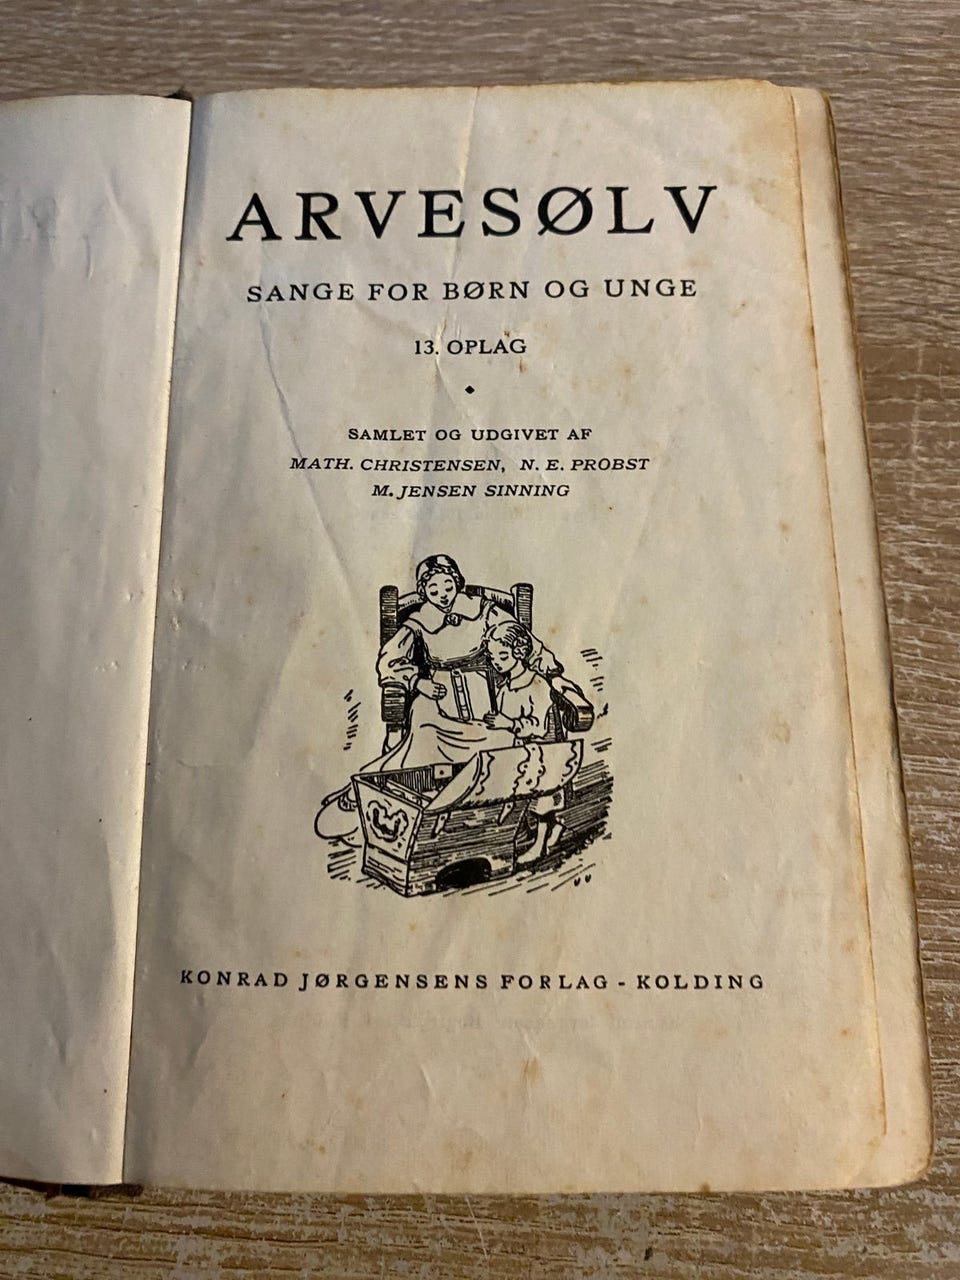 ARVESØLV
SANGE FOR BØRN OG UNGE
13. OPLAG
SAMLET OG UDGIVET AF
MATH. CHRISTENSEN, N. E. PROBST
M. JENSEN SINNING
KONRAD JØRGENSENS FORLAG - KOLDING